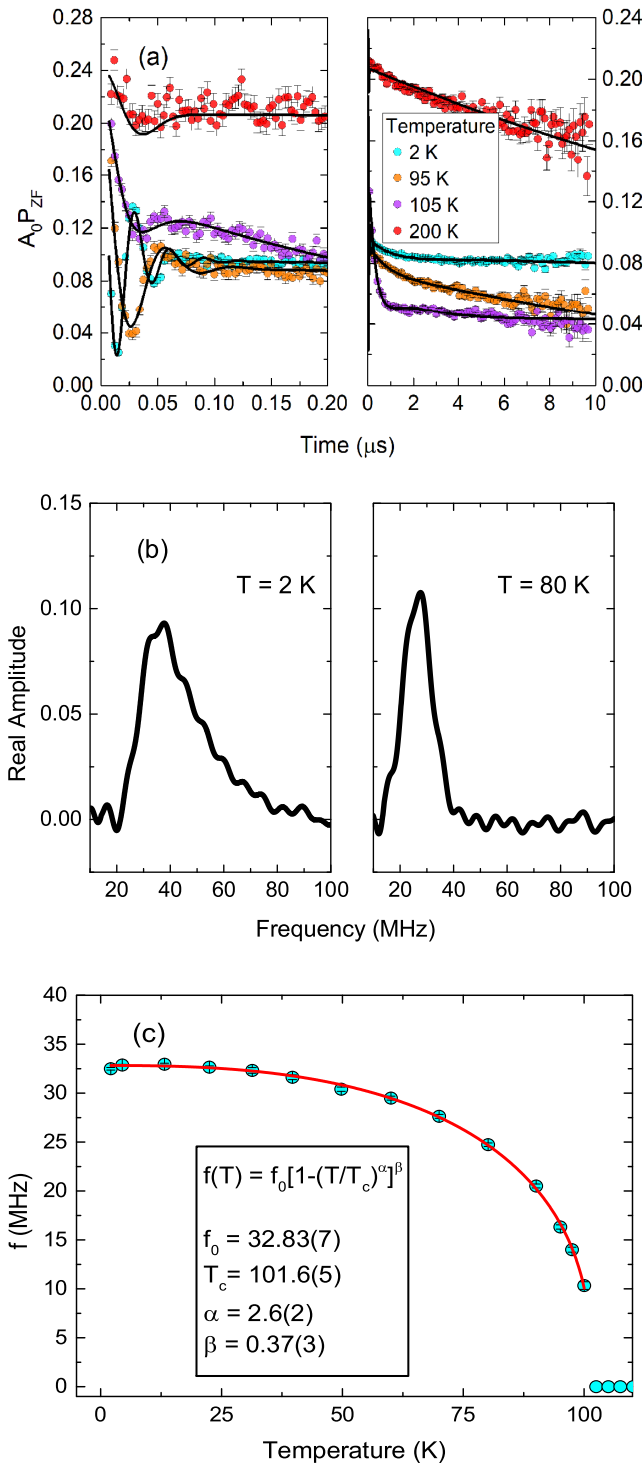 (a)
0.28
0.24
0.20
0.16
0.12
0.08
0.04
0.00
A₀P_ZF
0.00 0.05 0.10 0.15 0.20
Temperature
2 K
95 K
105 K
200 K
0.24
0.20
0.16
0.12
0.08
0.04
0.00
0 2 4 6 8 10
Time (μs)
0.15
0.10
0.05
0.00
Real Amplitude
(b)
T = 2 K
T = 80 K
20 40 60 80 100
20 40 60 80 100
Frequency (MHz)
40
35
30
25
20
15
10
5
0
f (MHz)
(c)
f(T) = f₀[1-(T/T_c)^α]^β
f₀ = 32.83(7)
T_c= 101.6(5)
α = 2.6(2)
β = 0.37(3)
0 25 50 75 100
Temperature (K)